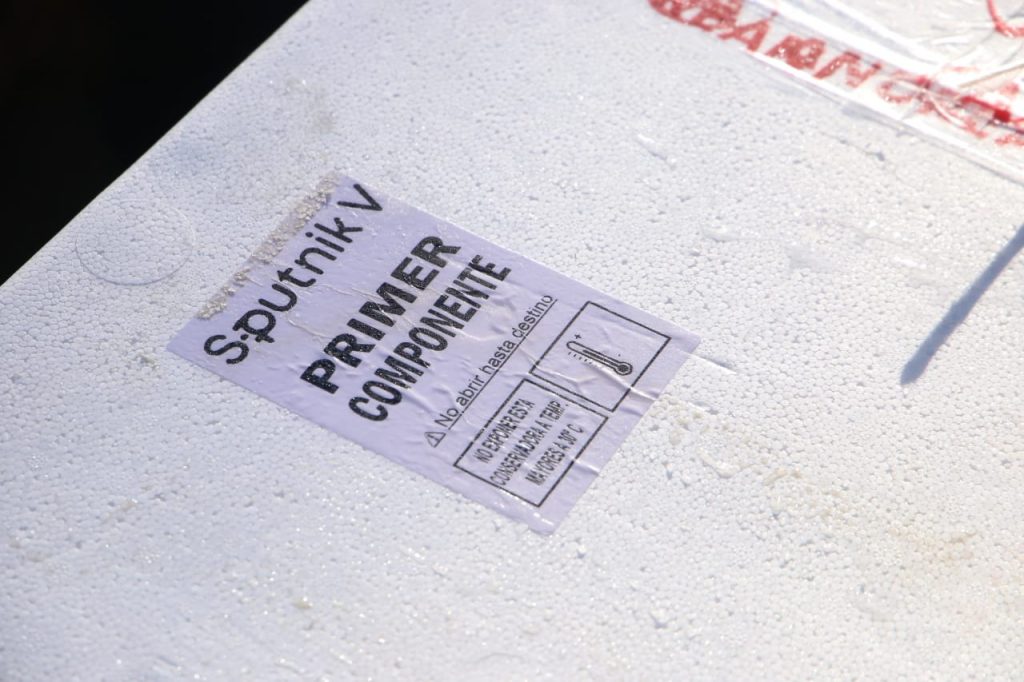 Sputnik V
PRIMER
COMPONENTE
No abrir hasta destino
+
NO EXPONER ESTA
CONSERVADORA A TEMP.
MAYORES A 30° C